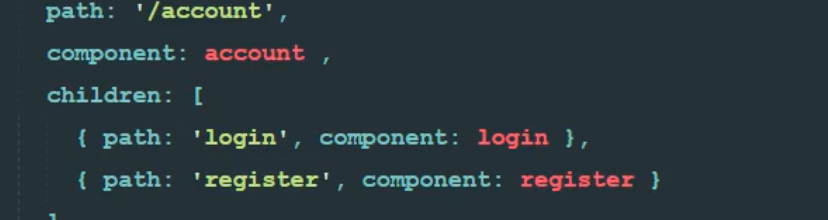 path: '/account',
component: account ,
children: [
{ path: 'login', component: login },
{ path: 'register', component: register }
]